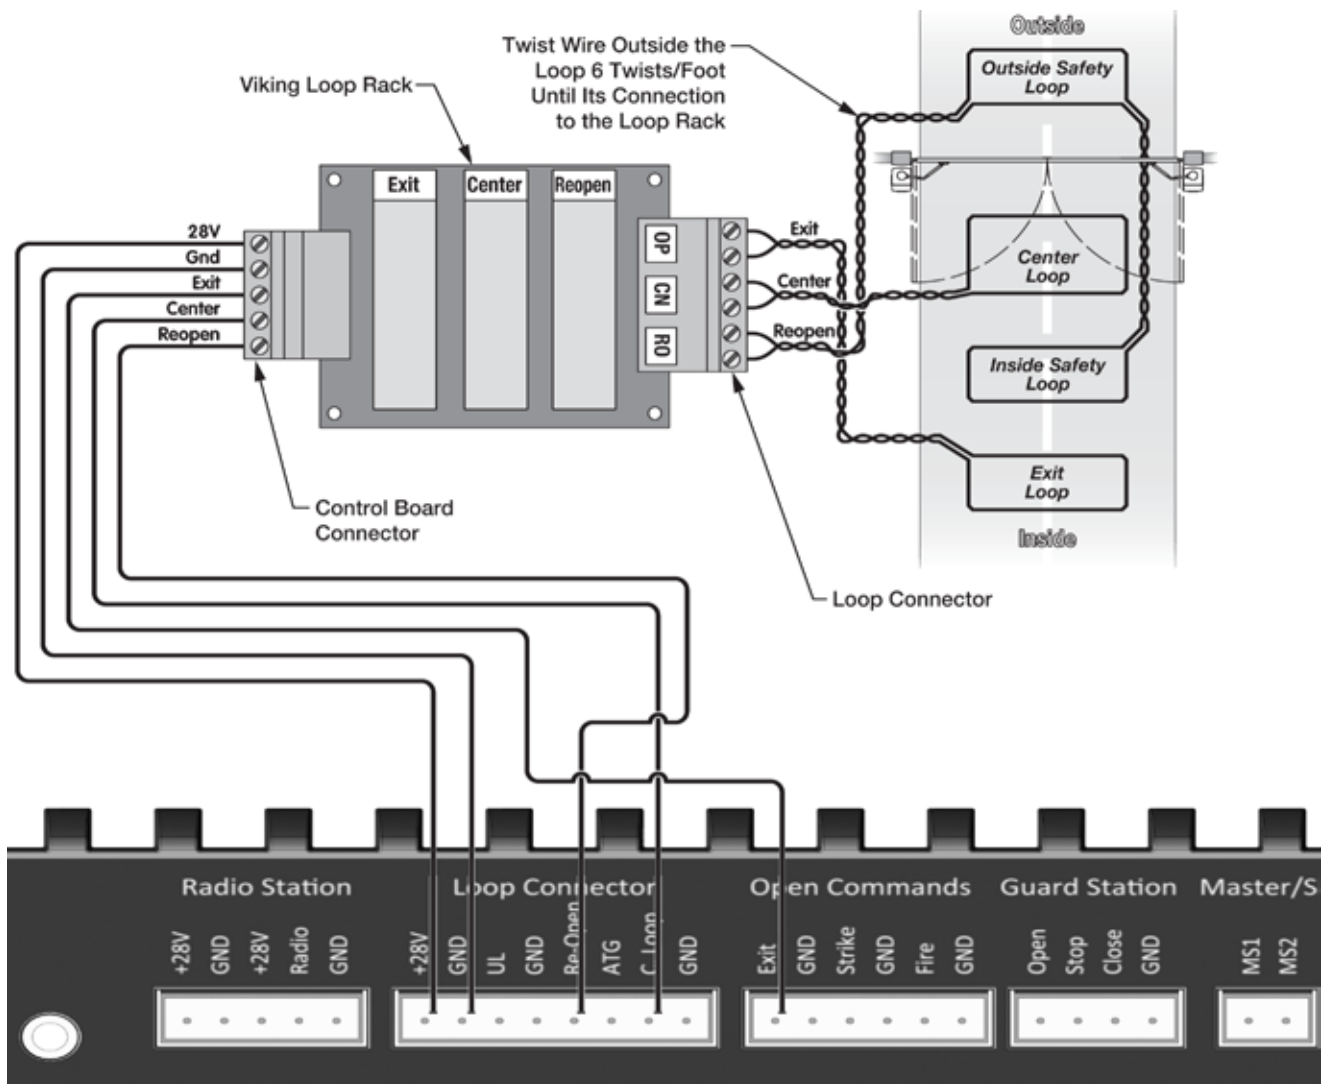 Outside
Twist Wire Outside the
Loop 6 Twists/Foot
Until Its Connection
to the Loop Rack
Outside Safety
Loop
Viking Loop Rack
Exit
Center
Reopen
28V
Gnd
Exit
Center
Reopen
OP
CN
RO
Exit
Center
Reopen
Center
Loop
Inside Safety
Loop
Exit
Loop
Inside
Control Board
Connector
Loop Connector
Radio Station
Loop Connector
Open Commands
Guard Station
Master/S
+28V
GND
+28V
Radio
GND
+28V
GND
UL
GND
Re-Open
ATG
C_Loop
GND
Exit
GND
Strike
GND
Fire
GND
Open
Stop
Close
GND
MS1
MS2